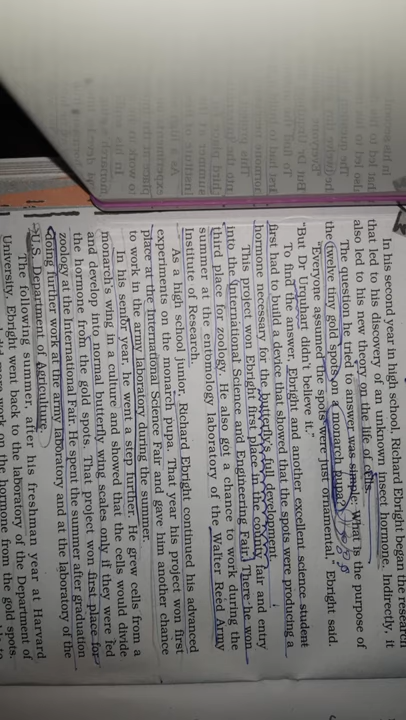 In his second year in high school, Richard Ebright began the research
that led to his discovery of an unknown insect hormone. Indirectly, it
also led to his new theory on the life of cells.
The question he tried to answer was simple: What is the purpose of
the twelve tiny gold spots on a monarch pupa?
"Everyone assumed the spots were just ornamental," Ebright said.
"But Dr Urquhart didn't believe it."
To find the answer, Ebright and another excellent science student
first had to build a device that showed that the spots were producing a
hormone necessary for the butterfly's full development.
This project won Ebright first place in the county fair and entry
into the International Science and Engineering Fair. There he won
third place for zoology. He also got a chance to work during the
summer at the entomology laboratory of the Walter Reed Army
Institute of Research.
As a high school junior, Richard Ebright continued his advanced
experiments on the monarch pupa. That year his project won first
place at the International Science Fair and gave him another chance
to work in the army laboratory during the summer.
In his senior year, he went a step further. He grew cells from a
monarch's wing in a culture and showed that the cells would divide
and develop into normal butterfly wing scales only if they were fed
the hormone from the gold spots. That project won first place for
zoology at the International Fair. He spent the summer after graduation
doing further work at the army laboratory and at the laboratory of the
U.S. Department of Agriculture.
The following summer, after his freshman year at Harvard
University, Ebright went back to the laboratory of the Department of
more work on the hormone from the gold spots.